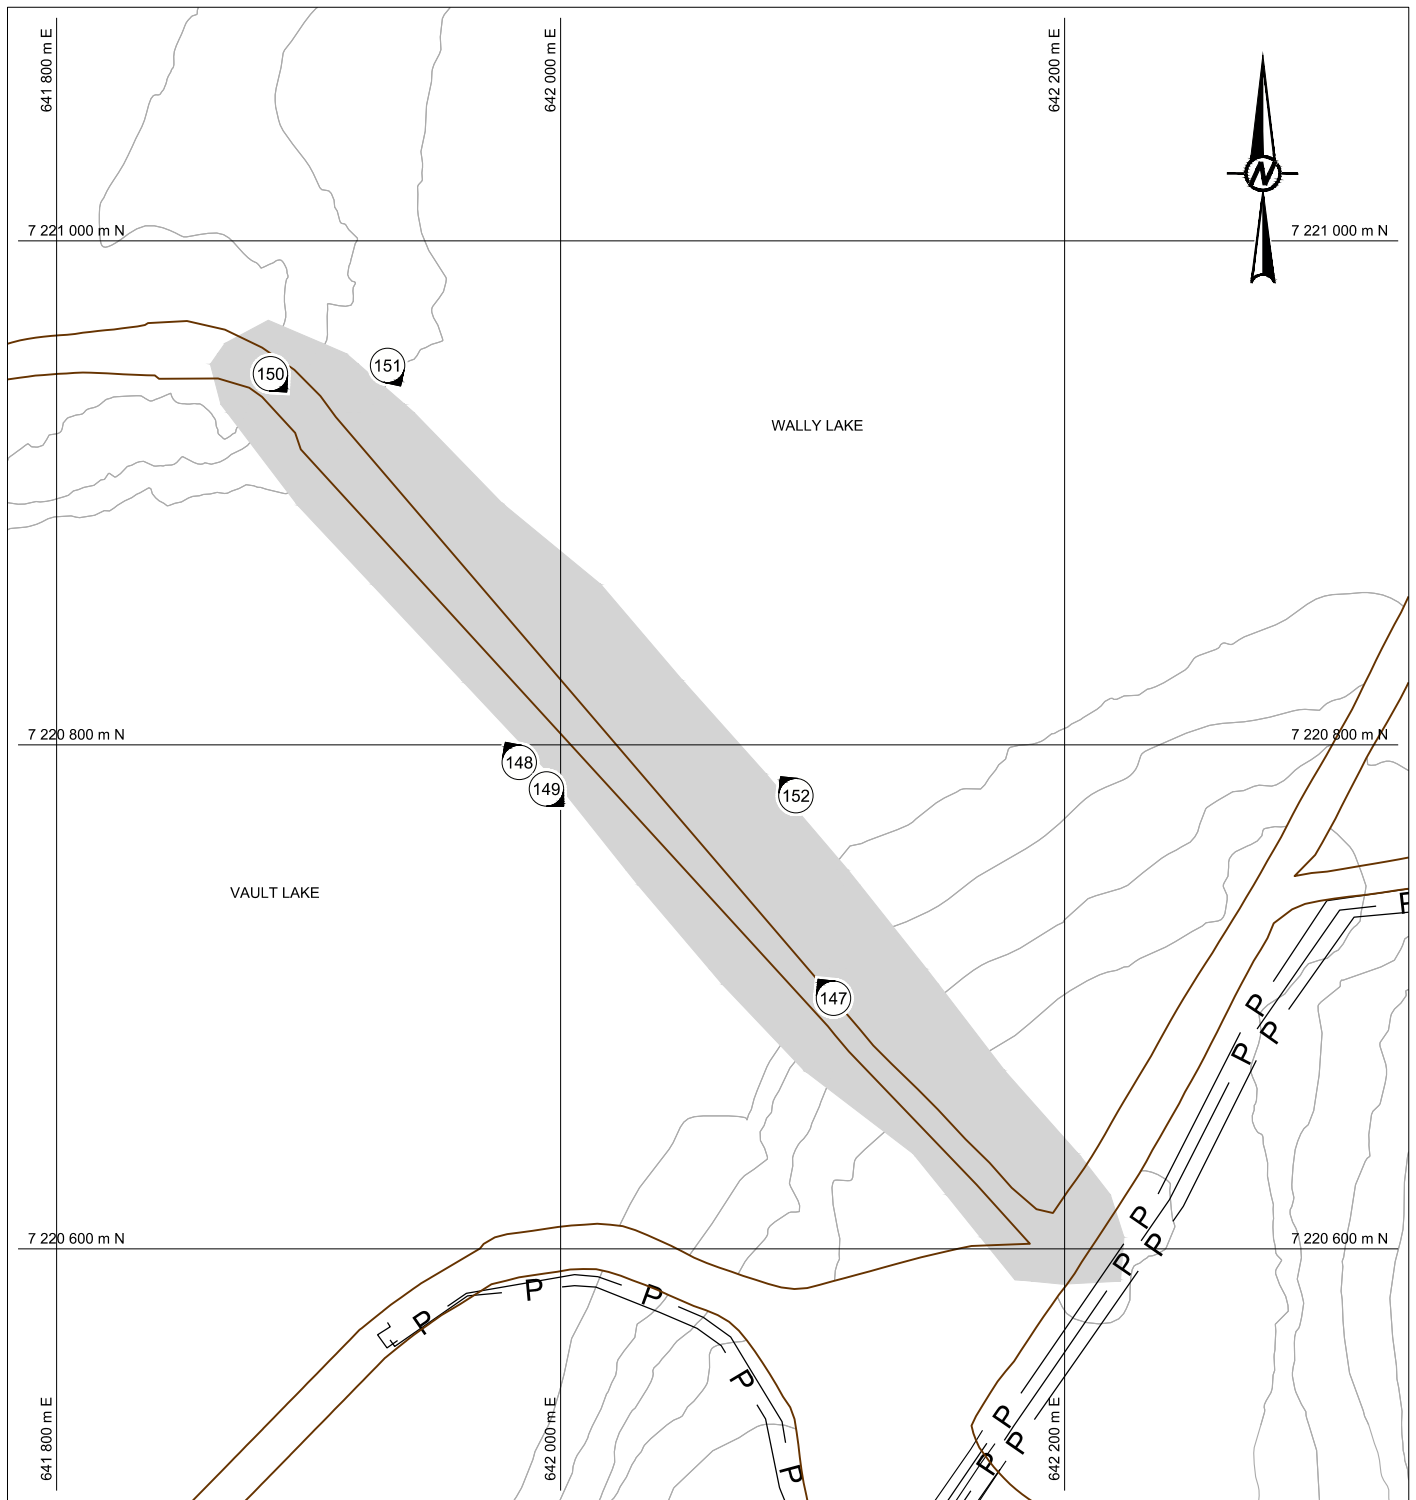 641 800 m E
642 000 m E
642 200 m E
N
7 221 000 m N
7 221 000 m N
150
151
WALLY LAKE
7 220 800 m N
7 220 800 m N
148
149
152
VAULT LAKE
P
147
P
P
P
P
P
7 220 600 m N
7 220 600 m N
P
P
P
P
P
P
P
P
P
P
641 800 m E
642 000 m E
642 200 m E